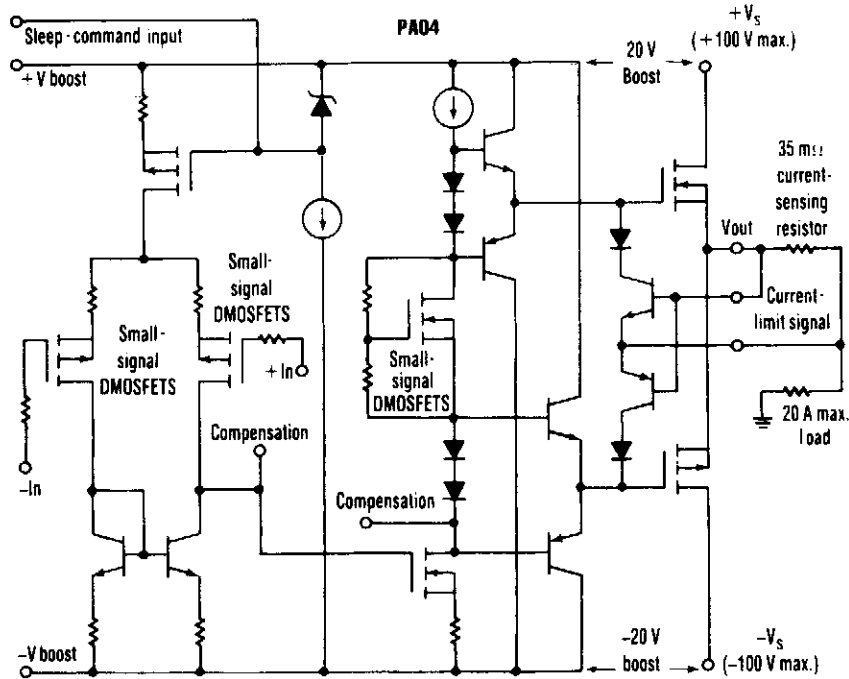 PA04
Sleep-command input
+V boost
20 V
Boost
+Vs
(+100 V max.)
35 mΩ
current-
sensing
resistor
Vout
Small-
signal
DMOSFETS
Small-
signal
DMOSFETS
+In
Current-
limit signal
Small-
signal
DMOSFETS
Compensation
20 A max.
load
-In
Compensation
-V boost
-20 V
boost
-Vs
(-100 V max.)